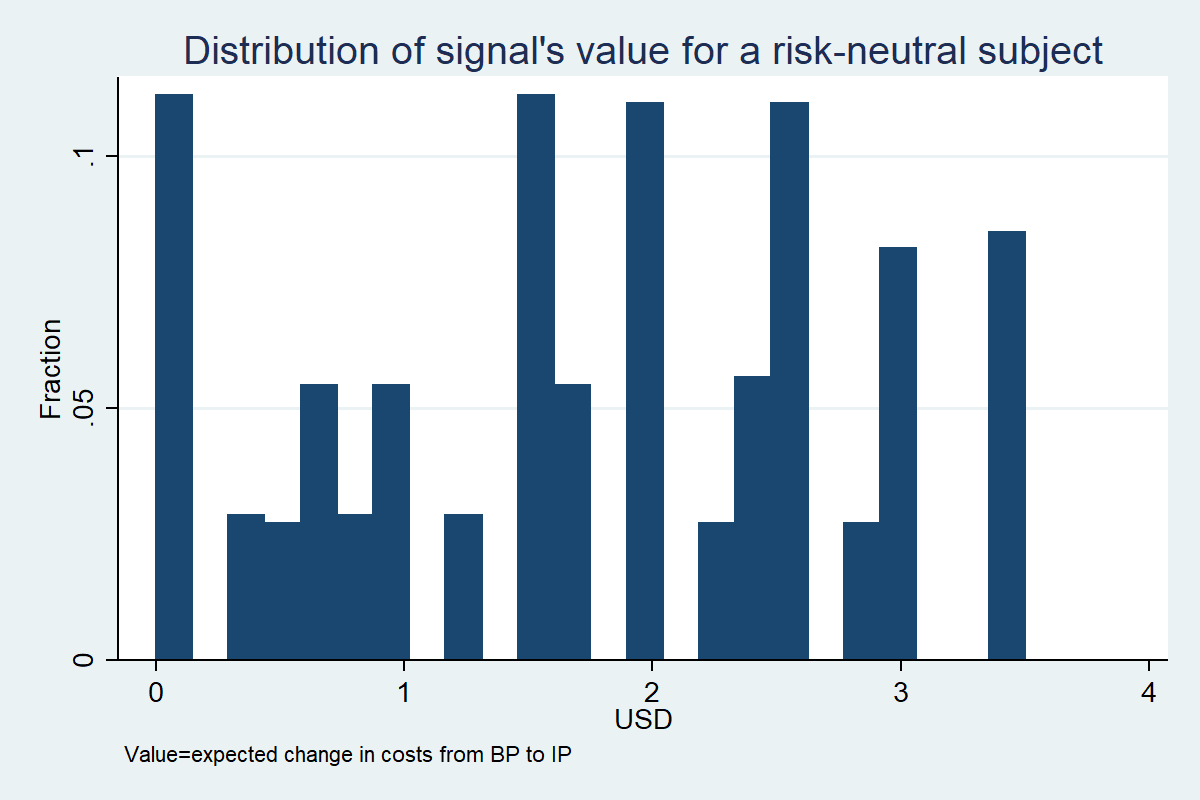 Distribution of signal's value for a risk-neutral subject
.1
.05
0
Fraction
0 1 2 3 4
USD
Value=expected change in costs from BP to IP